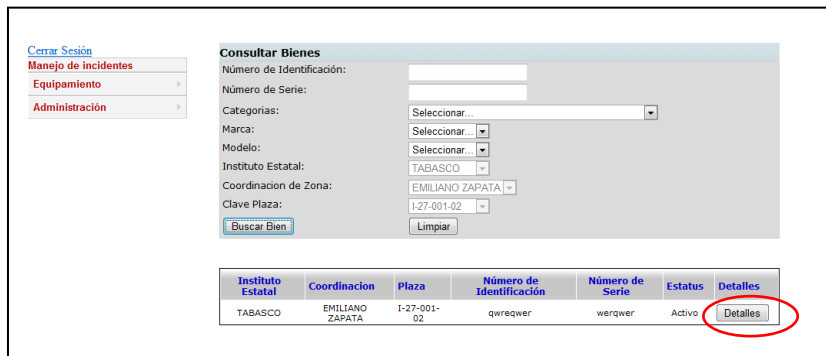 Cerrar Sesión
Manejo de incidentes
Equipamiento
Administración
Consultar Bienes
Número de Identificación:
Número de Serie:
Categorias: Seleccionar...
Marca: Seleccionar...
Modelo: Seleccionar...
Instituto Estatal: TABASCO
Coordinacion de Zona: EMILIANO ZAPATA
Clave Plaza: I-27-001-02
Buscar Bien Limpiar
Instituto Estatal Coordinacion Plaza Número de Identificación Número de Serie Estatus Detalles
TABASCO EMILIANO ZAPATA I-27-001-02 qwreqwer werqwer Activo Detalles